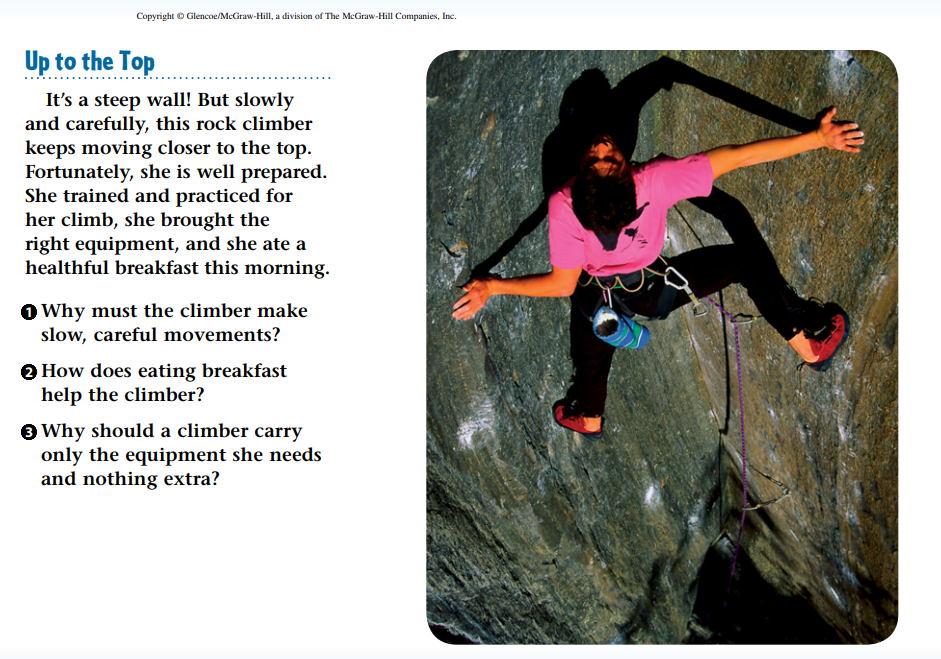 Copyright © Glencoe/McGraw-Hill, a division of The McGraw-Hill Companies, Inc.
Up to the Top
It's a steep wall! But slowly
and carefully, this rock climber
keeps moving closer to the top.
Fortunately, she is well prepared.
She trained and practiced for
her climb, she brought the
right equipment, and she ate a
healthful breakfast this morning.
1 Why must the climber make
slow, careful movements?
2 How does eating breakfast
help the climber?
3 Why should a climber carry
only the equipment she needs
and nothing extra?